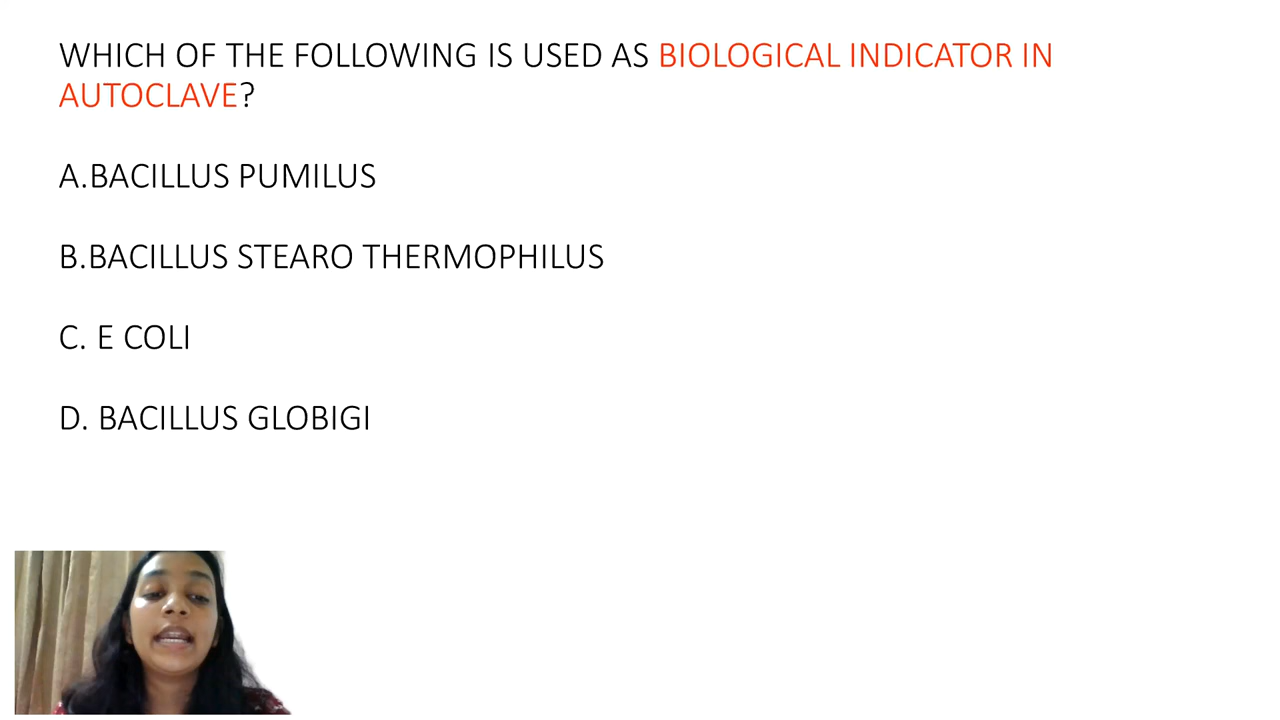 WHICH OF THE FOLLOWING IS USED AS BIOLOGICAL INDICATOR IN
AUTOCLAVE?
A.BACILLUS PUMILUS
B.BACILLUS STEARO THERMOPHILUS
C. E COLI
D. BACILLUS GLOBIGI